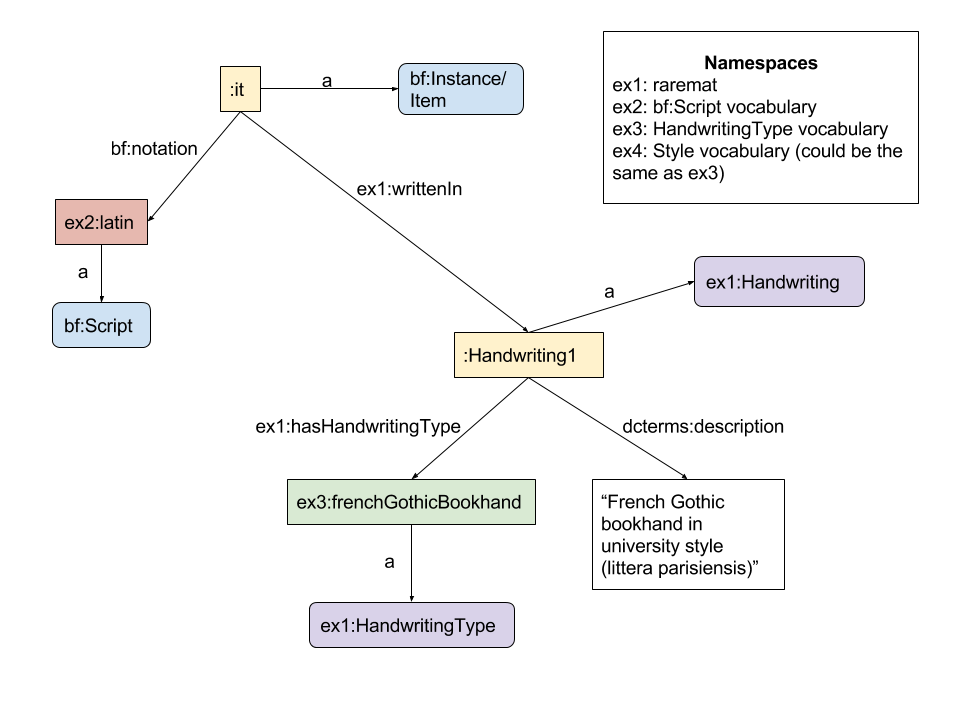 Namespaces
ex1: raremat
ex2: bf:Script vocabulary
ex3: HandwritingType vocabulary
ex4: Style vocabulary (could be the
same as ex3)
:it
a
bf:Instance/
Item
bf:notation
ex1:writtenIn
ex2:latin
a
bf:Script
a
ex1:Handwriting
:Handwriting1
ex1:hasHandwritingType
dcterms:description
ex3:frenchGothicBookhand
“French Gothic
bookhand in
university style
(littera parisiensis)”
a
ex1:HandwritingType